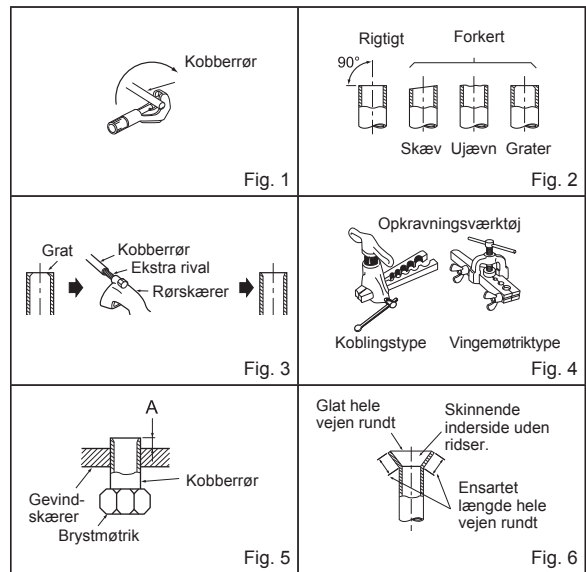 Kobberrør
Fig. 1
Rigtigt
Forkert
90°
Skæv Ujævn Grater
Fig. 2
Grat
Kobberrør
Ekstra rival
Rørskærer
Fig. 3
Opkravningsværktøj
Koblingstype
Vingemøtriktype
Fig. 4
A
Kobberrør
Gevind-
skærer
Brystmøtrik
Fig. 5
Glat hele
vejen rundt
Skinnende
inderside uden
ridser.
Ensartet
længde hele
vejen rundt
Fig. 6